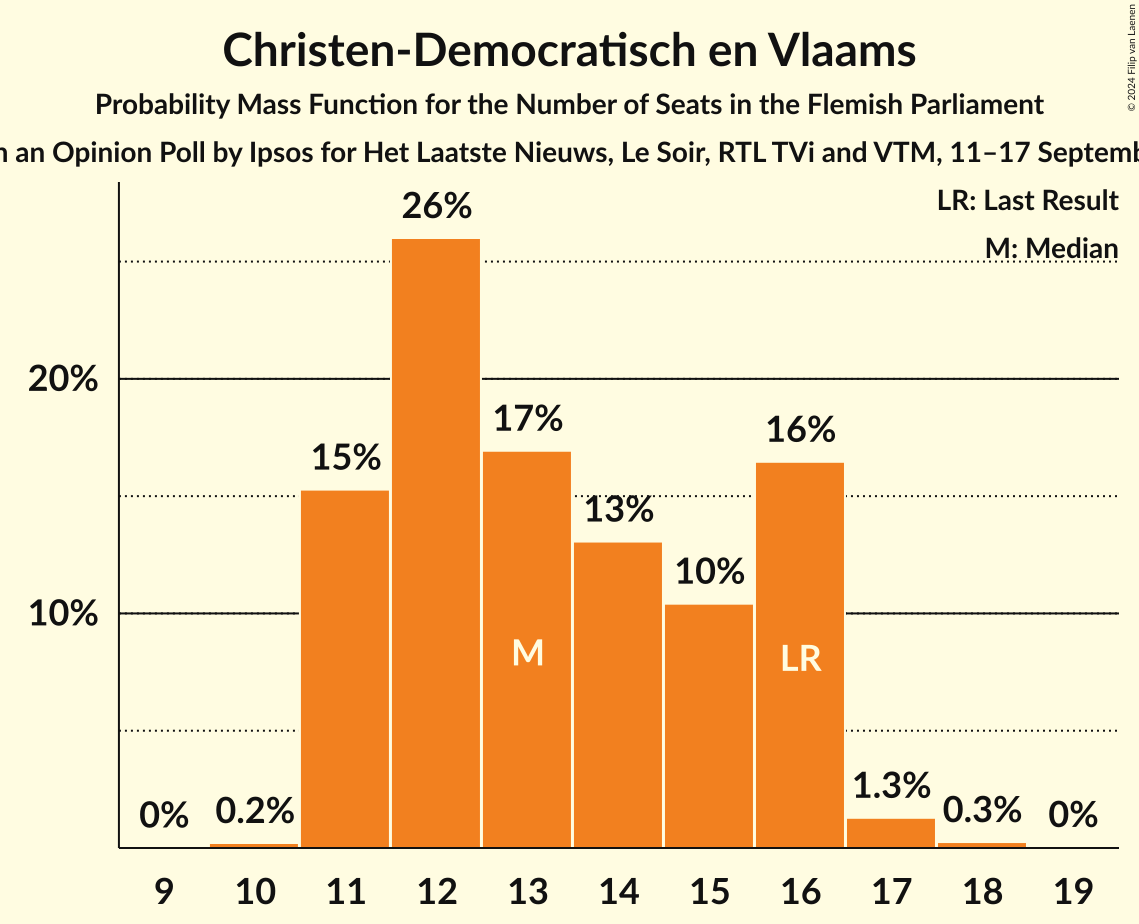 Christen-Democratisch en Vlaams
Probability Mass Function for the Number of Seats in the Flemish Parliament
an Opinion Poll by Ipsos for Het Laatste Nieuws, Le Soir, RTL TVi and VTM, 11–17
© 2024 Filip van Laenen
LR: Last Result
M: Median
26%
20%
17%
16%
15%
13%
10%
10%
M
LR
1.3%
0% 0.2% 0.3% 0%
9 10 11 12 13 14 15 16 17 18 19